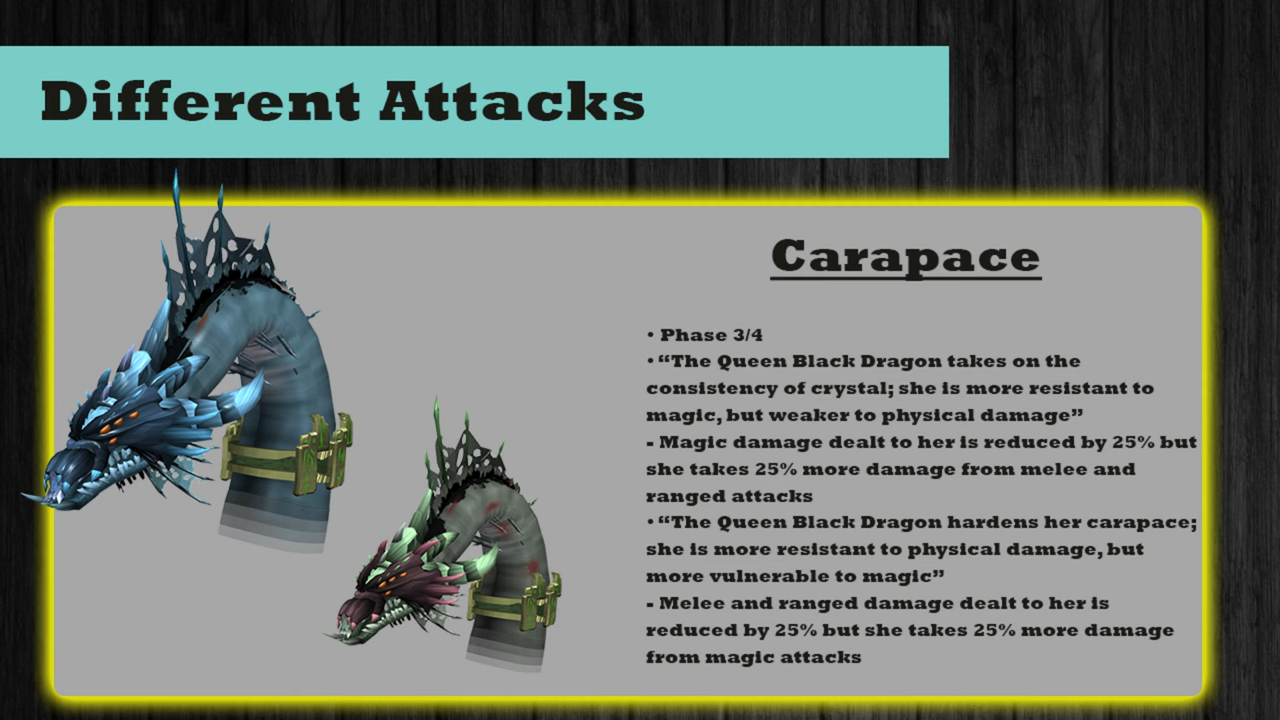 Different Attacks
Carapace
• Phase 3/4
• “The Queen Black Dragon takes on the
consistency of crystal; she is more resistant to
magic, but weaker to physical damage”
- Magic damage dealt to her is reduced by 25% but
she takes 25% more damage from melee and
ranged attacks
• “The Queen Black Dragon hardens her carapace;
she is more resistant to physical damage, but
more vulnerable to magic”
- Melee and ranged damage dealt to her is
reduced by 25% but she takes 25% more damage
from magic attacks